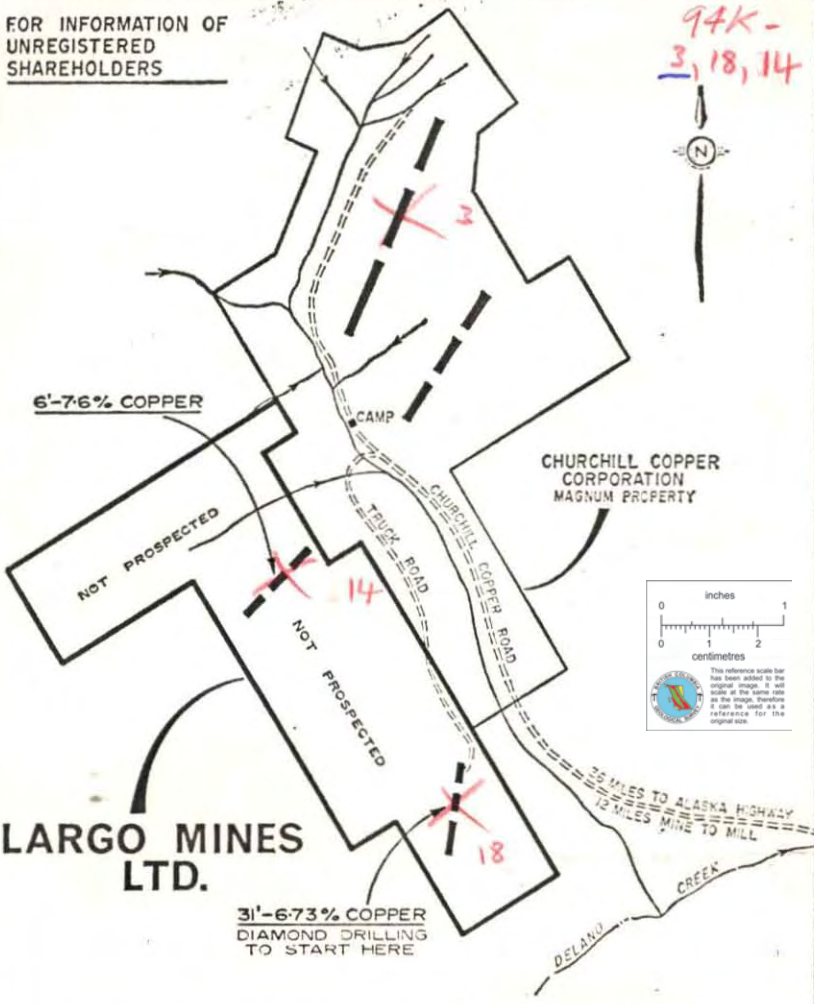 FOR INFORMATION OF
UNREGISTERED
SHAREHOLDERS
94K-
3, 18, 14
N
3
6'-7.6% COPPER
CAMP
CHURCHILL COPPER
CORPORATION
MAGNUM PROPERTY
NOT PROSPECTED
TRUCK ROAD
CHURCHILL COPPER ROAD
14
NOT PROSPECTED
inches
0 1
0 1 2
centimetres
This reference scale bar
has been added to the
original image. It will
scale at the same rate
as the image, therefore
it can be used as a
reference for the
original size.
BRITISH COLUMBIA
GEOLOGICAL SURVEY
LARGO MINES
LTD.
18
31'-6.73% COPPER
DIAMOND DRILLING
TO START HERE
MILES TO ALASKA HIGHWAY
12 MILES MINE TO MILL
DELANO CREEK